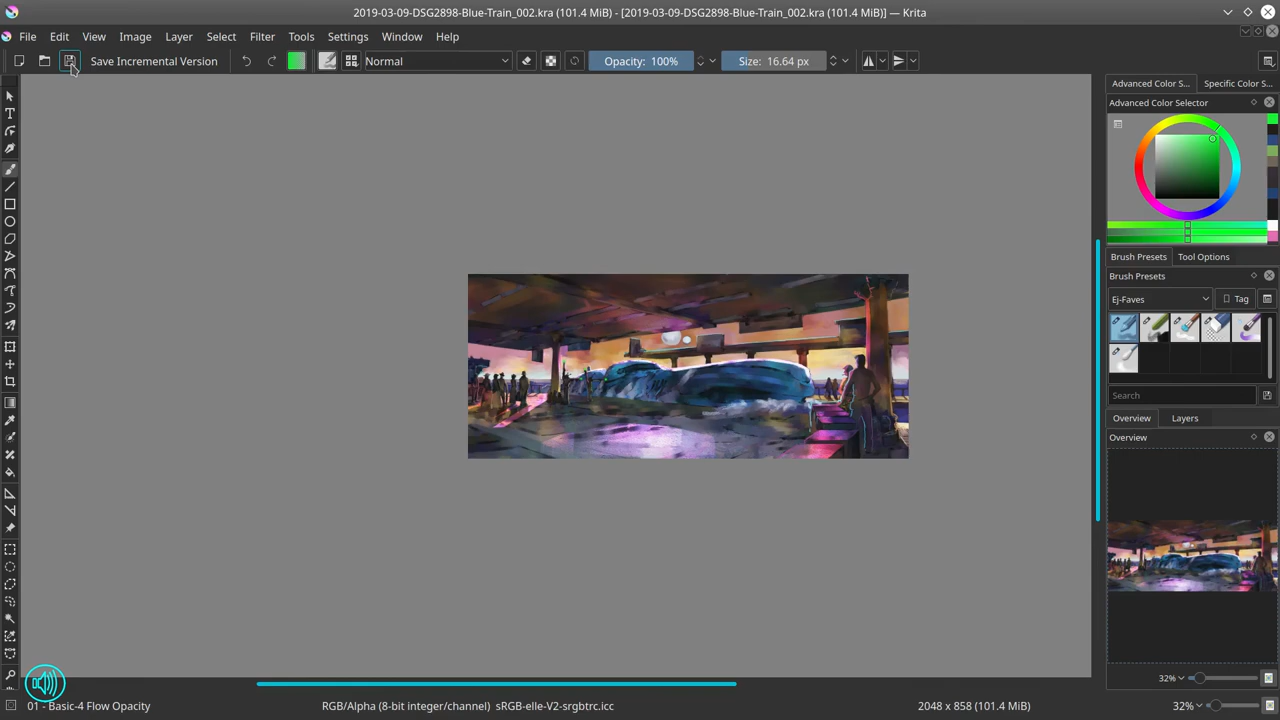 2019-03-09-DSG2898-Blue-Train_002.kra (101.4 MiB) - [2019-03-09-DSG2898-Blue-Train_002.kra (101.4 MiB)] — Krita
File Edit View Image Layer Select Filter Tools Settings Window Help
Save Incremental Version Normal Opacity: 100% Size: 16.64 px
Advanced Color S... Specific Color S...
Advanced Color Selector
Brush Presets Tool Options
Brush Presets
Ej-Faves Tag
Search
Overview Layers
Overview
32%
01 - Basic-4 Flow Opacity RGB/Alpha (8-bit integer/channel) sRGB-elle-V2-srgbtrc.icc 2048 x 858 (101.4 MiB) 32%